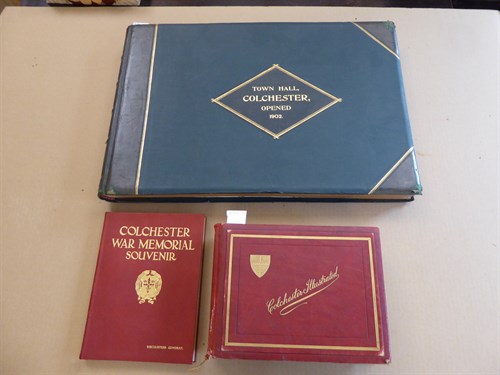 TOWN HALL,
COLCHESTER,
OPENED
1902.
COLCHESTER
WAR MEMORIAL
SOUVENIR
Colchester Illustrated